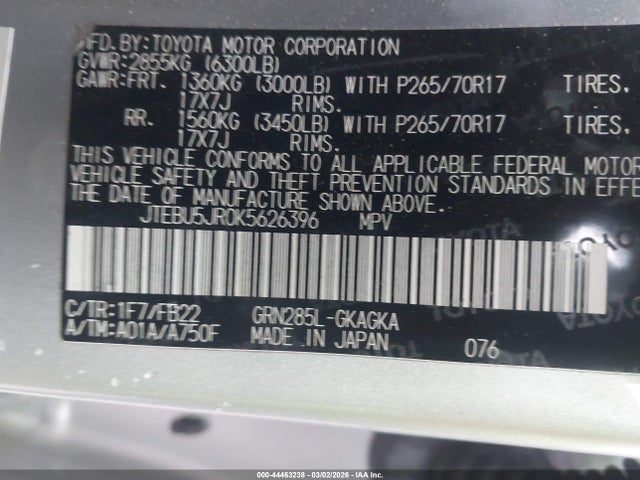 MFD. BY: TOYOTA MOTOR CORPORATION
GVWR: 2855KG (6300LB)
GAWR: FRT. 1360KG (3000LB) WITH P265/70R17 TIRES,
17X7J RIMS.
RR. 1560KG (3450LB) WITH P265/70R17 TIRES,
17X7J RIMS.
THIS VEHICLE CONFORMS TO ALL APPLICABLE FEDERAL MOTOR
VEHICLE SAFETY AND THEFT PREVENTION STANDARDS IN EFFE
THE DATE OF MANUFACTURE SHOWN ABOVE.
JTEBU5JR0K5626396 MPV
C/TR: 1F7/FB22 GRN285L-GKAGKA
A/TM: A01A/A750F MADE IN JAPAN 076
000-44463238 - 03/02/2026 - IAAC